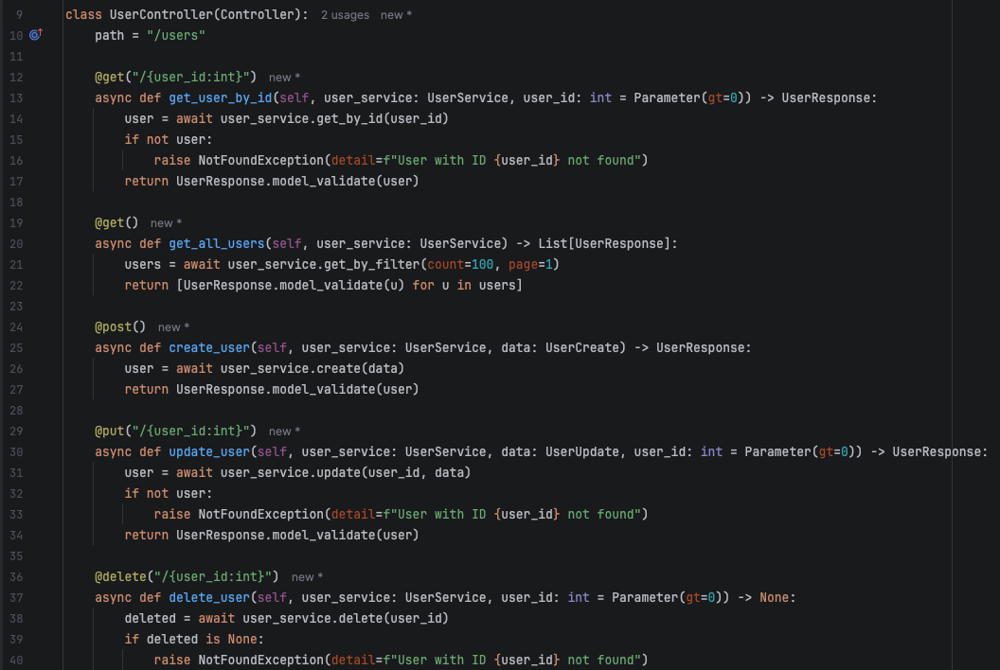 9 class UserController(Controller): 2 usages new *
10 path = "/users"
11
12 @get("/{user_id:int}") new *
13 async def get_user_by_id(self, user_service: UserService, user_id: int = Parameter(gt=0)) -> UserResponse:
14 user = await user_service.get_by_id(user_id)
15 if not user:
16 raise NotFoundException(detail=f"User with ID {user_id} not found")
17 return UserResponse.model_validate(user)
18
19 @get() new *
20 async def get_all_users(self, user_service: UserService) -> List[UserResponse]:
21 users = await user_service.get_by_filter(count=100, page=1)
22 return [UserResponse.model_validate(u) for u in users]
23
24 @post() new *
25 async def create_user(self, user_service: UserService, data: UserCreate) -> UserResponse:
26 user = await user_service.create(data)
27 return UserResponse.model_validate(user)
28
29 @put("/{user_id:int}") new *
30 async def update_user(self, user_service: UserService, data: UserUpdate, user_id: int = Parameter(gt=0)) -> UserResponse:
31 user = await user_service.update(user_id, data)
32 if not user:
33 raise NotFoundException(detail=f"User with ID {user_id} not found")
34 return UserResponse.model_validate(user)
35
36 @delete("/{user_id:int}") new *
37 async def delete_user(self, user_service: UserService, user_id: int = Parameter(gt=0)) -> None:
38 deleted = await user_service.delete(user_id)
39 if deleted is None:
40 raise NotFoundException(detail=f"User with ID {user_id} not found")